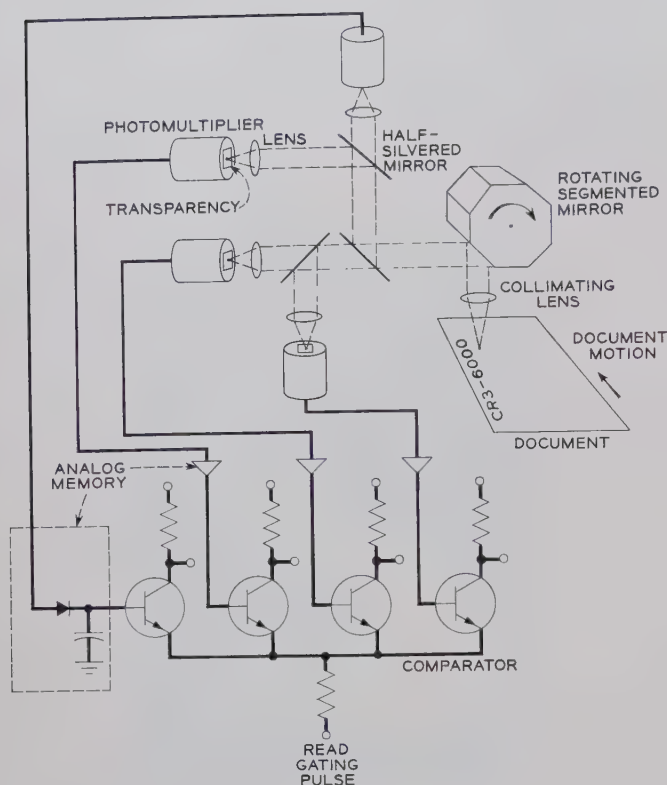 PHOTOMULTIPLIER
LENS
HALF-
SILVERED
MIRROR
TRANSPARENCY
ROTATING
SEGMENTED
MIRROR
COLLIMATING
LENS
DOCUMENT
MOTION
CR3-6000
DOCUMENT
ANALOG
MEMORY
COMPARATOR
READ
GATING
PULSE